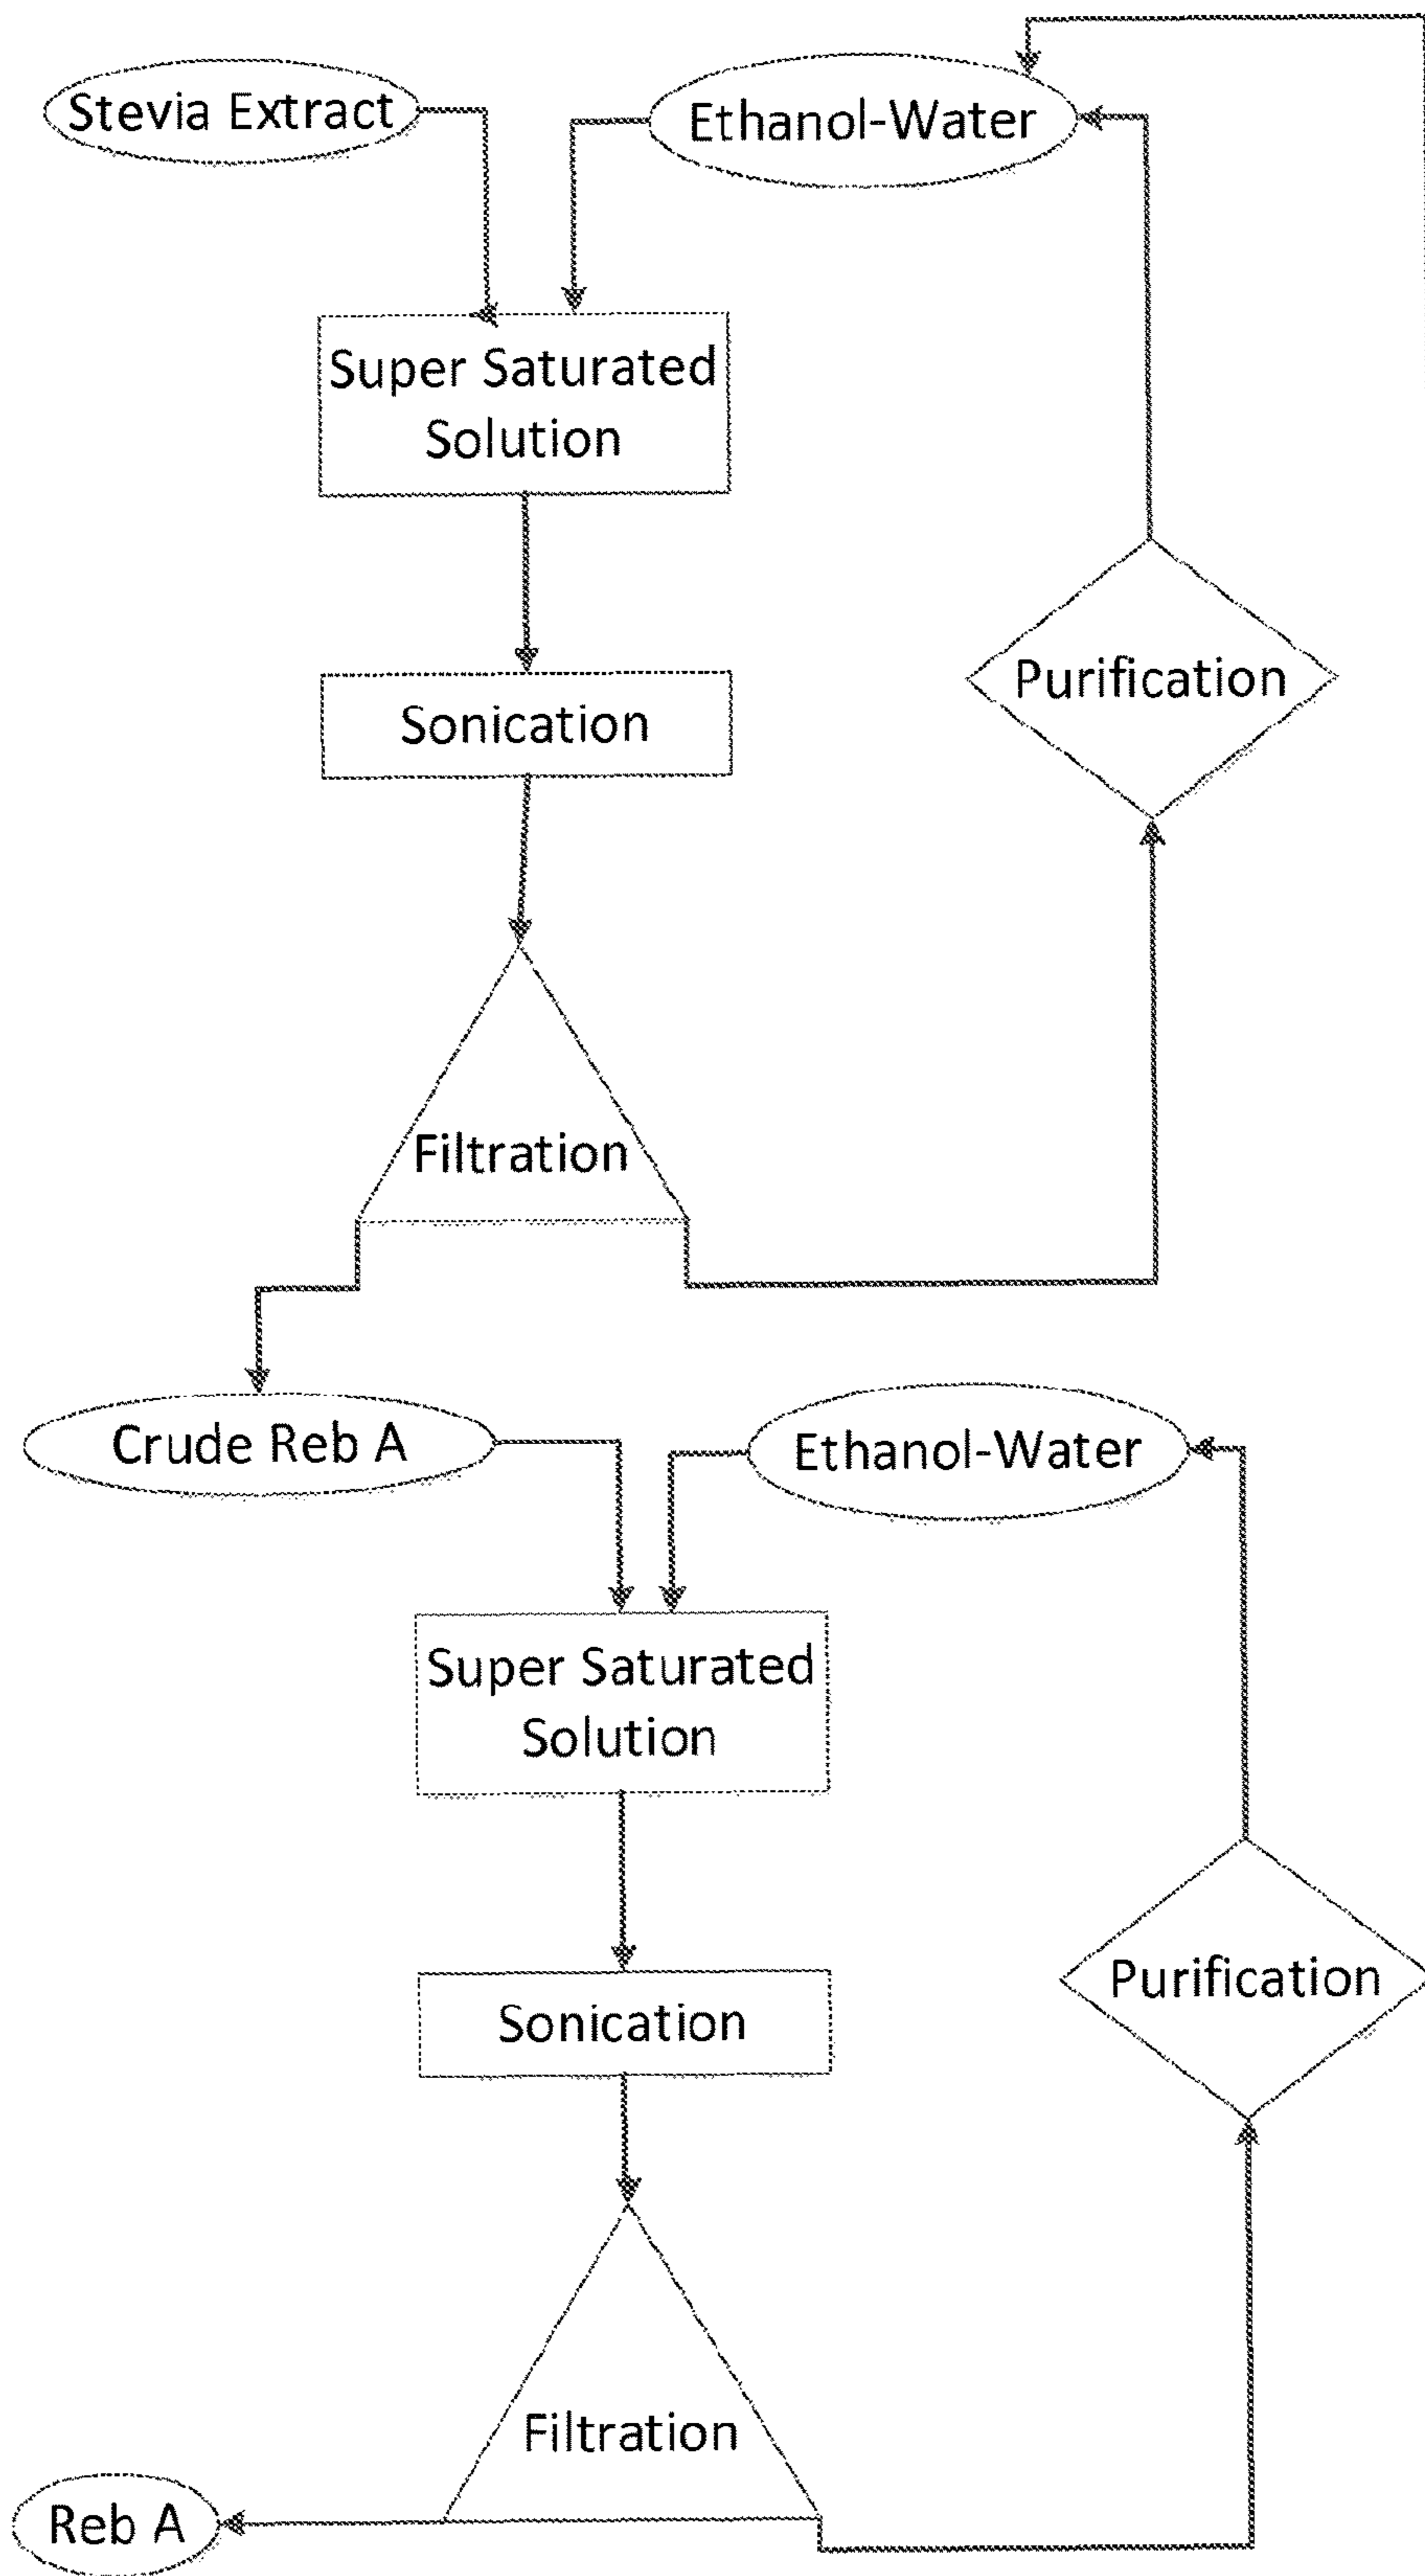 Stevia Extract
Ethanol-Water
Super Saturated
Solution
Sonication
Purification
Filtration
Crude Reb A
Ethanol-Water
Super Saturated
Solution
Sonication
Purification
Filtration
Reb A